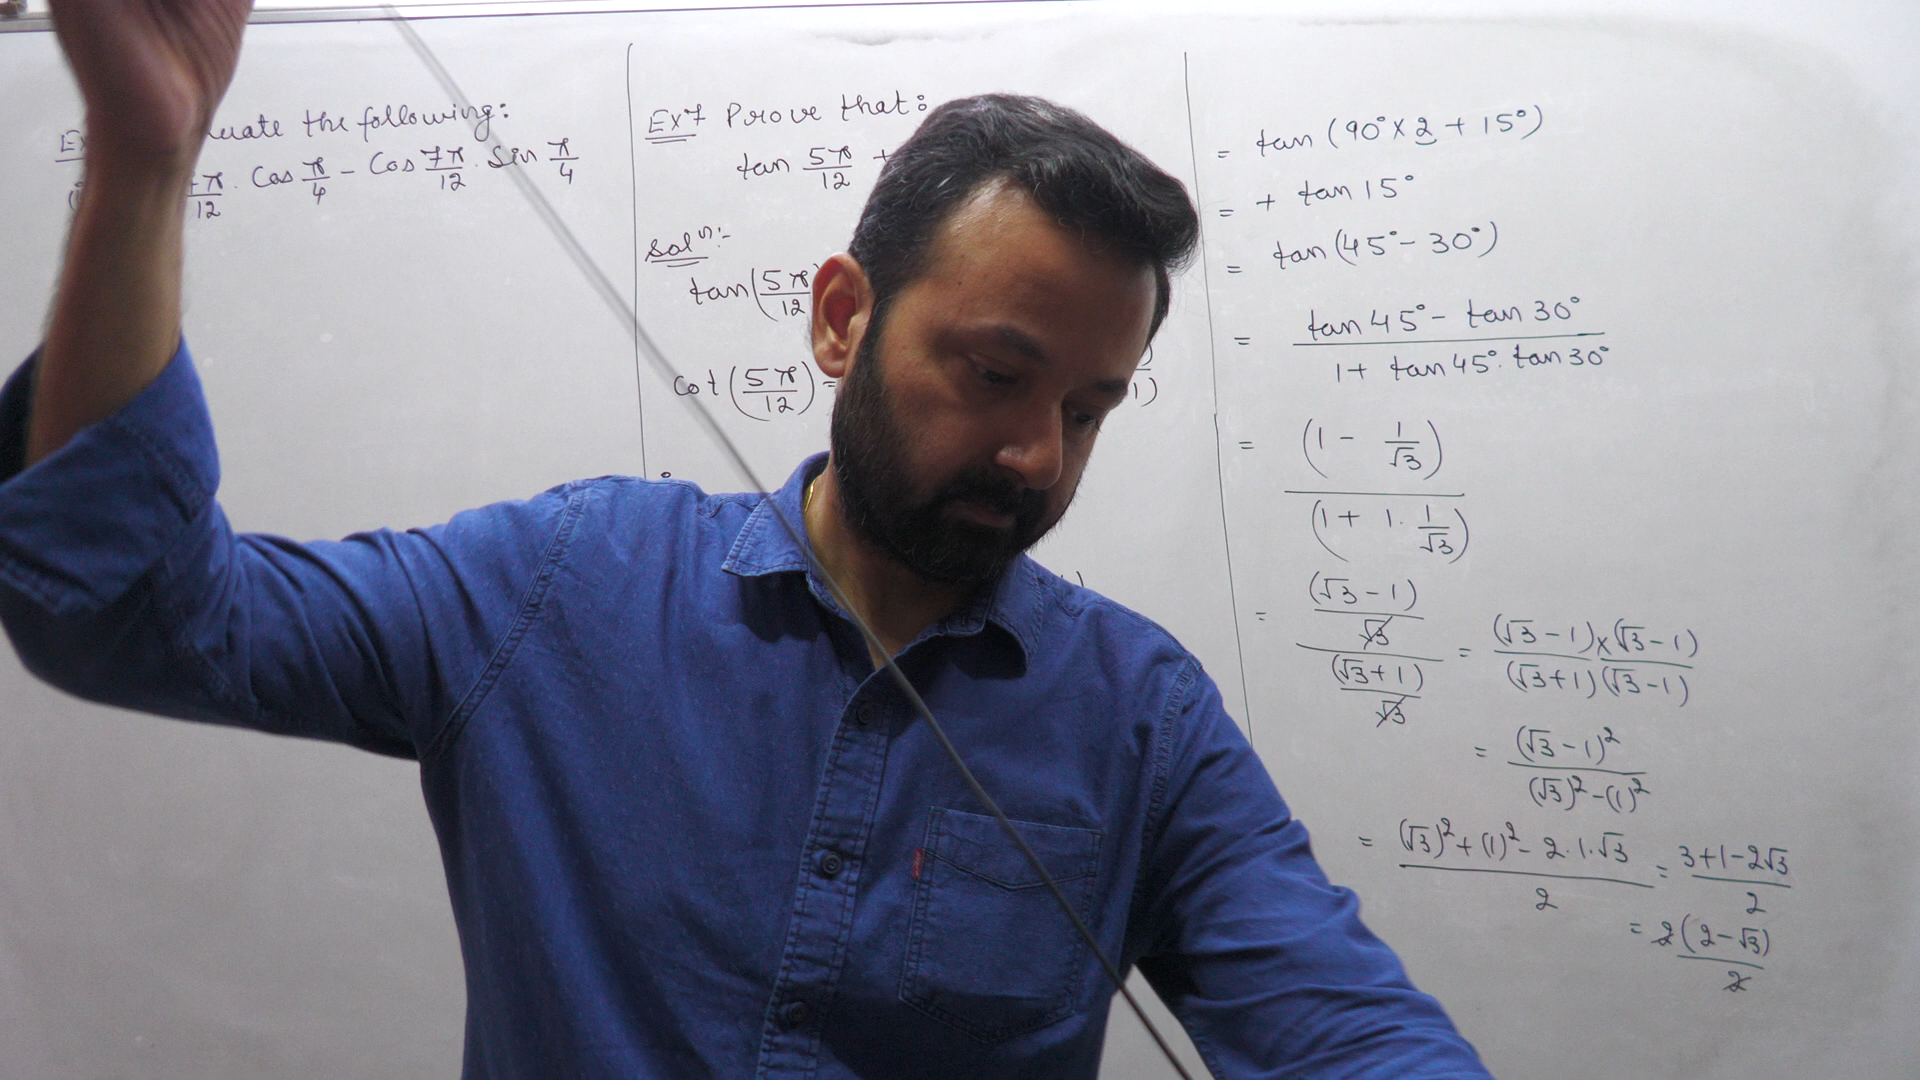 the following:
π/12 . Cos π/4 - Cos 7π/12 . Sin π/4
Ex 7 Prove that:
tan 5π/12 +
Solⁿ:-
tan(5π/12)
Cot(5π/12) =
1)
= tan(90°×2+15°)
= + tan 15°
= tan(45°-30°)
= (tan 45° - tan 30°)/(1+ tan 45°. tan 30°)
= (1 - 1/√3)/(1 + 1. 1/√3)
= ((√3-1)/√3)/((√3+1)/√3) = (√3-1)×(√3-1)/(√3+1)(√3-1)
= (√3-1)²/(√3)²-(1)²
= (√3)²+(1)²-2.1.√3/2 = 3+1-2√3/2
= 2(2-√3)/2